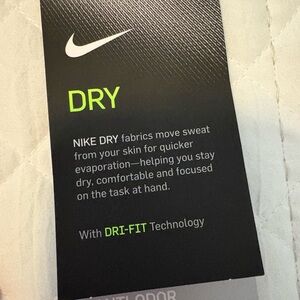 DRY
NIKE DRY fabrics move sweat
from your skin for quicker
evaporation—helping you stay
dry, comfortable and focused
on the task at hand.
With DRI-FIT Technology